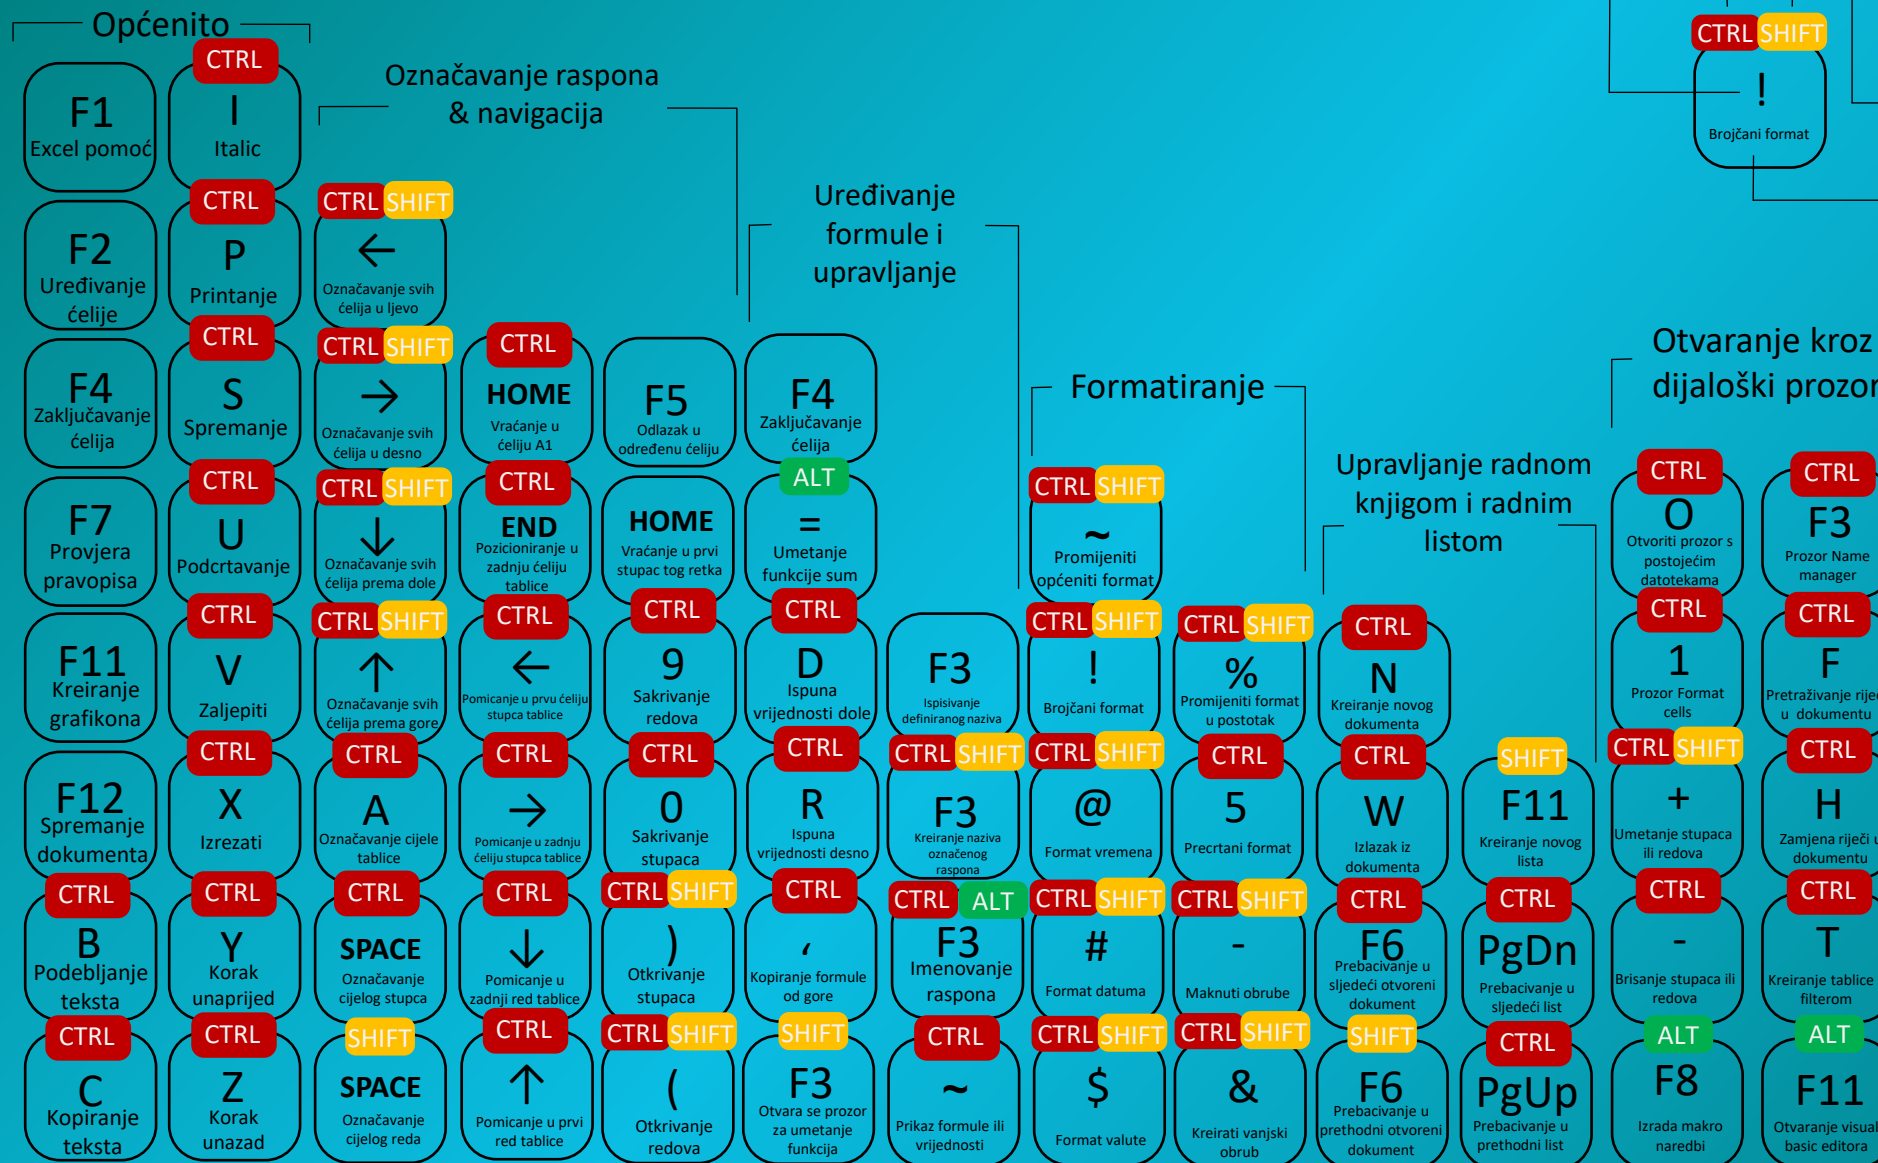 Općenito
F1
Excel pomoć
F2
Uređivanje
ćelije
F4
Zaključavanje
ćelija
F7
Provjera
pravopisa
F11
Kreiranje
grafikona
F12
Spremanje
dokumenta
CTRL
B
Podebljanje
teksta
CTRL
C
Kopiranje
teksta
CTRL
I
Italic
CTRL
P
Printanje
CTRL
S
Spremanje
CTRL
U
Podcrtavanje
CTRL
V
Zaljepiti
CTRL
X
Izrezati
CTRL
Y
Korak
unaprijed
CTRL
Z
Korak
unazad
Označavanje raspona
& navigacija
CTRL SHIFT
←
Označavanje svih
ćelija u ljevo
CTRL SHIFT
→
Označavanje svih
ćelija u desno
CTRL SHIFT
↓
Označavanje svih
ćelija prema dole
CTRL SHIFT
↑
Označavanje svih
ćelija prema gore
CTRL
A
Označavanje cijele
tablice
CTRL
SPACE
Označavanje
cijelog stupca
SHIFT
SPACE
Označavanje
cijelog reda
CTRL
HOME
Vraćanje u
ćeliju A1
CTRL
END
Pozicioniranje u
zadnju ćeliju
tablice
CTRL
←
Pomicanje u prvu ćeliju
stupca tablice
CTRL
→
Pomicanje u zadnju
ćeliju stupca tablice
CTRL
↓
Pomicanje u
zadnji red tablice
CTRL
↑
Pomicanje u prvi
red tablice
F5
Odlazak u
određenu ćeliju
HOME
Vraćanje u prvi
stupac tog retka
CTRL
9
Sakrivanje
redova
CTRL
0
Sakrivanje
stupaca
CTRL SHIFT
)
Otkrivanje
stupaca
CTRL SHIFT
(
Otkrivanje
redova
Uređivanje
formule i
upravljanje
F4
Zaključavanje
ćelija
ALT
=
Umetanje
funkcije sum
CTRL
D
Ispuna
vrijednosti dole
CTRL
R
Ispuna
vrijednosti desno
CTRL
‘
Kopiranje formule
od gore
SHIFT
F3
Otvara se prozor
za umetanje
funkcija
F3
Ispisivanje
definiranog naziva
CTRL SHIFT
F3
Kreiranje naziva
označenog
raspona
CTRL ALT
F3
Imenovanje
raspona
CTRL
~
Prikaz formule ili
vrijednosti
Formatiranje
CTRL SHIFT
~
Promijeniti
općeniti format
CTRL SHIFT
!
Brojčani format
CTRL SHIFT
@
Format vremena
CTRL SHIFT
#
Format datuma
CTRL SHIFT
$
Format valute
CTRL SHIFT
%
Promijeniti format
u postotak
CTRL
5
Precrtani format
CTRL SHIFT
-
Maknuti obrube
CTRL SHIFT
&
Kreirati vanjski
obrub
Upravljanje radnom
knjigom i radnim
listom
CTRL
N
Kreiranje novog
dokumenta
CTRL
W
Izlazak iz
dokumenta
CTRL
F6
Prebacivanje u
sljedeći otvoreni
dokument
SHIFT
F6
Prebacivanje u
prethodni otvoreni
dokument
SHIFT
F11
Kreiranje novog
lista
CTRL
PgDn
Prebacivanje u
sljedeći list
CTRL
PgUp
Prebacivanje u
prethodni list
CTRL SHIFT
!
Brojčani format
Otvaranje kroz
dijaloški prozor
CTRL
O
Otvoriti prozor s
postojećim
datotekama
CTRL
1
Prozor Format
cells
CTRL SHIFT
+
Umetanje stupaca
ili redova
CTRL
-
Brisanje stupaca ili
redova
ALT
F8
Izrada makro
naredbi
CTRL
F3
Prozor Name
manager
CTRL
F
Pretraživanje riječ
u dokumentu
CTRL
H
Zamjena riječi u
dokumentu
CTRL
T
Kreiranje tablice
filterom
ALT
F11
Otvaranje visual
basic editora